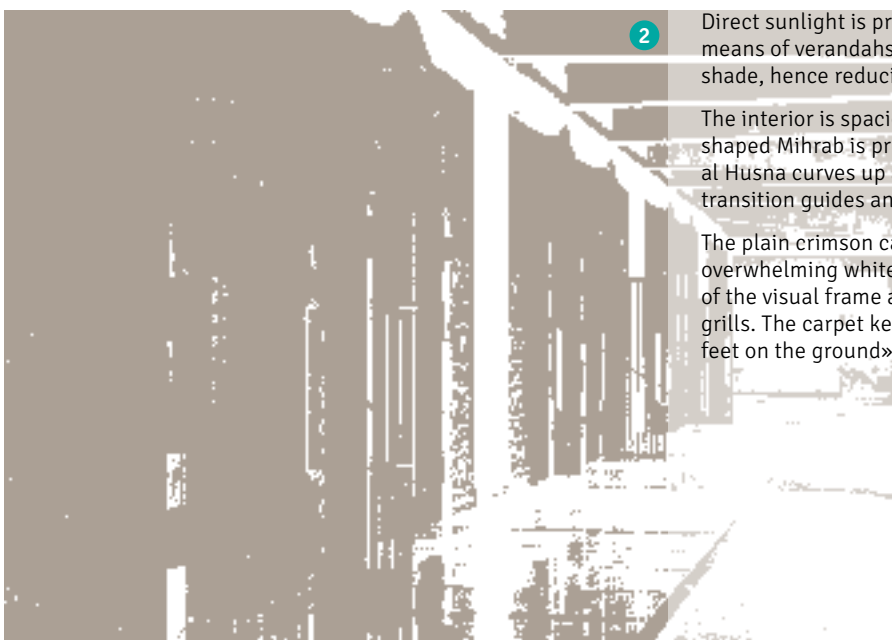 2
Direct sunlight is pr
means of verandahs
shade, hence reduci
The interior is spaci
shaped Mihrab is pr
al Husna curves up
transition guides an
The plain crimson ca
overwhelming white
of the visual frame a
grills. The carpet ke
feet on the ground»